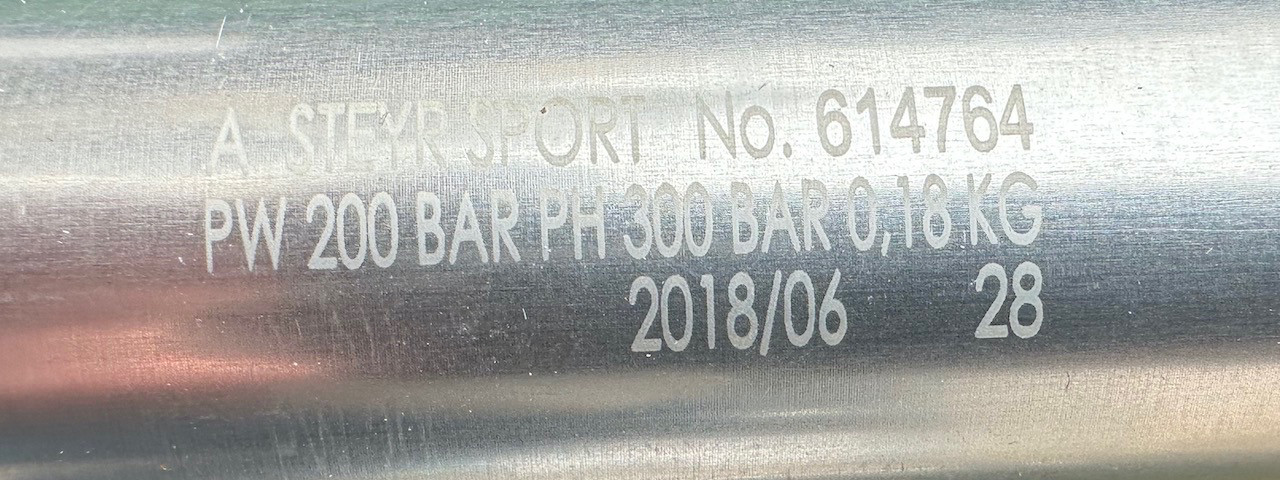 A STEYR SPORT No. 614764
PW 200 BAR PH 300 BAR 0,18 KG
2018/06 28